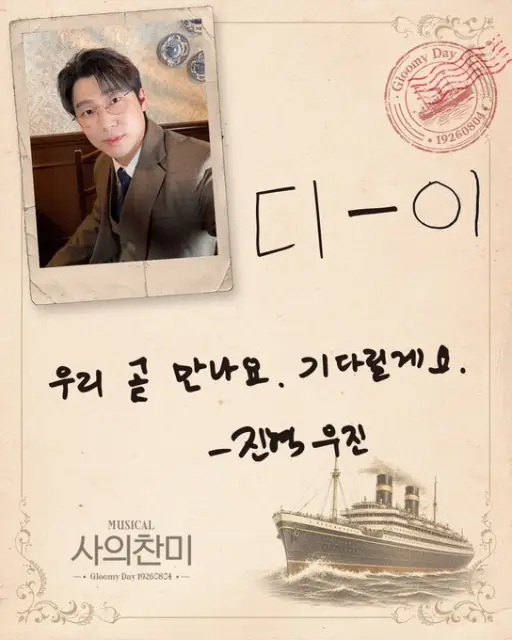 Gloomy Day
19260804
디-이
우리 곧 만나요. 기다릴게요.
-진혁 우진
MUSICAL
사의찬미
Gloomy Day 19260804